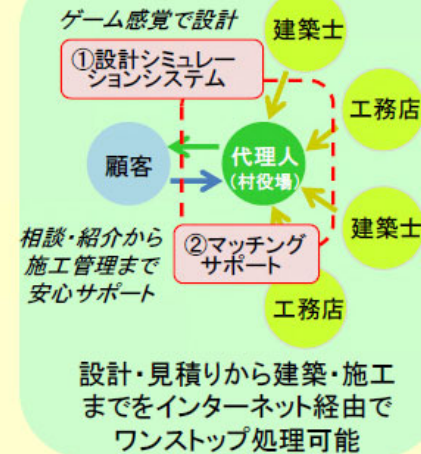 ゲーム感覚で設計
建築士
①設計シミュレー
ションシステム
工務店
顧客
代理人
(村役場)
建築士
相談・紹介から
施工管理まで
安心サポート
②マッチング
サポート
工務店
設計・見積りから建築・施工
までをインターネット経由で
ワンストップ処理可能